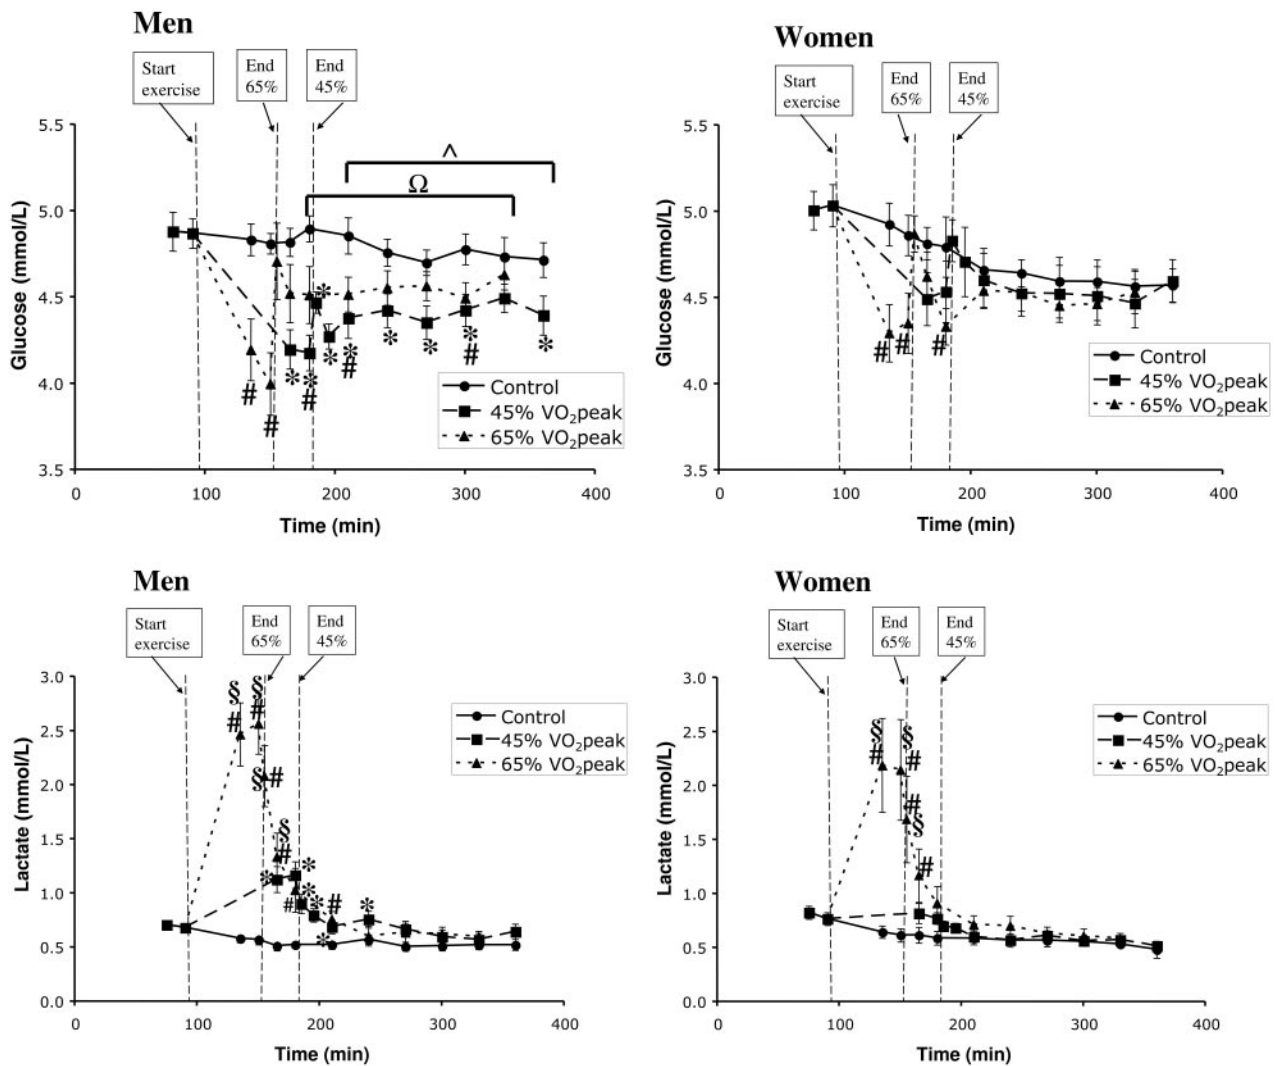 Men
Start
exercise
End
65%
End
45%
5.5
5.0
4.5
4.0
3.5
Glucose (mmol/L)
^
Ω
*
*
*
*
*
*
*
*
*
#
#
#
#
#
Control
45% VO₂peak
65% VO₂peak
0
100
200
300
400
Time (min)
Women
Start
exercise
End
65%
End
45%
5.5
5.0
4.5
4.0
3.5
Glucose (mmol/L)
#
#
#
Control
45% VO₂peak
65% VO₂peak
0
100
200
300
400
Time (min)
Men
Start
exercise
End
65%
End
45%
3.0
2.5
2.0
1.5
1.0
0.5
0.0
Lactate (mmol/L)
§
#
§
#
§
#
§
#
*
*
*
*
#
#
*
*
Control
45% VO₂peak
65% VO₂peak
0
100
200
300
400
Time (min)
Women
Start
exercise
End
65%
End
45%
3.0
2.5
2.0
1.5
1.0
0.5
0.0
Lactate (mmol/L)
§
#
§
#
#
§
#
Control
45% VO₂peak
65% VO₂peak
0
100
200
300
400
Time (min)